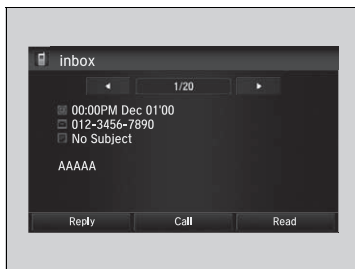 inbox
1/20
00:00PM Dec 01'00
012-3456-7890
No Subject
AAAAA
Reply Call Read